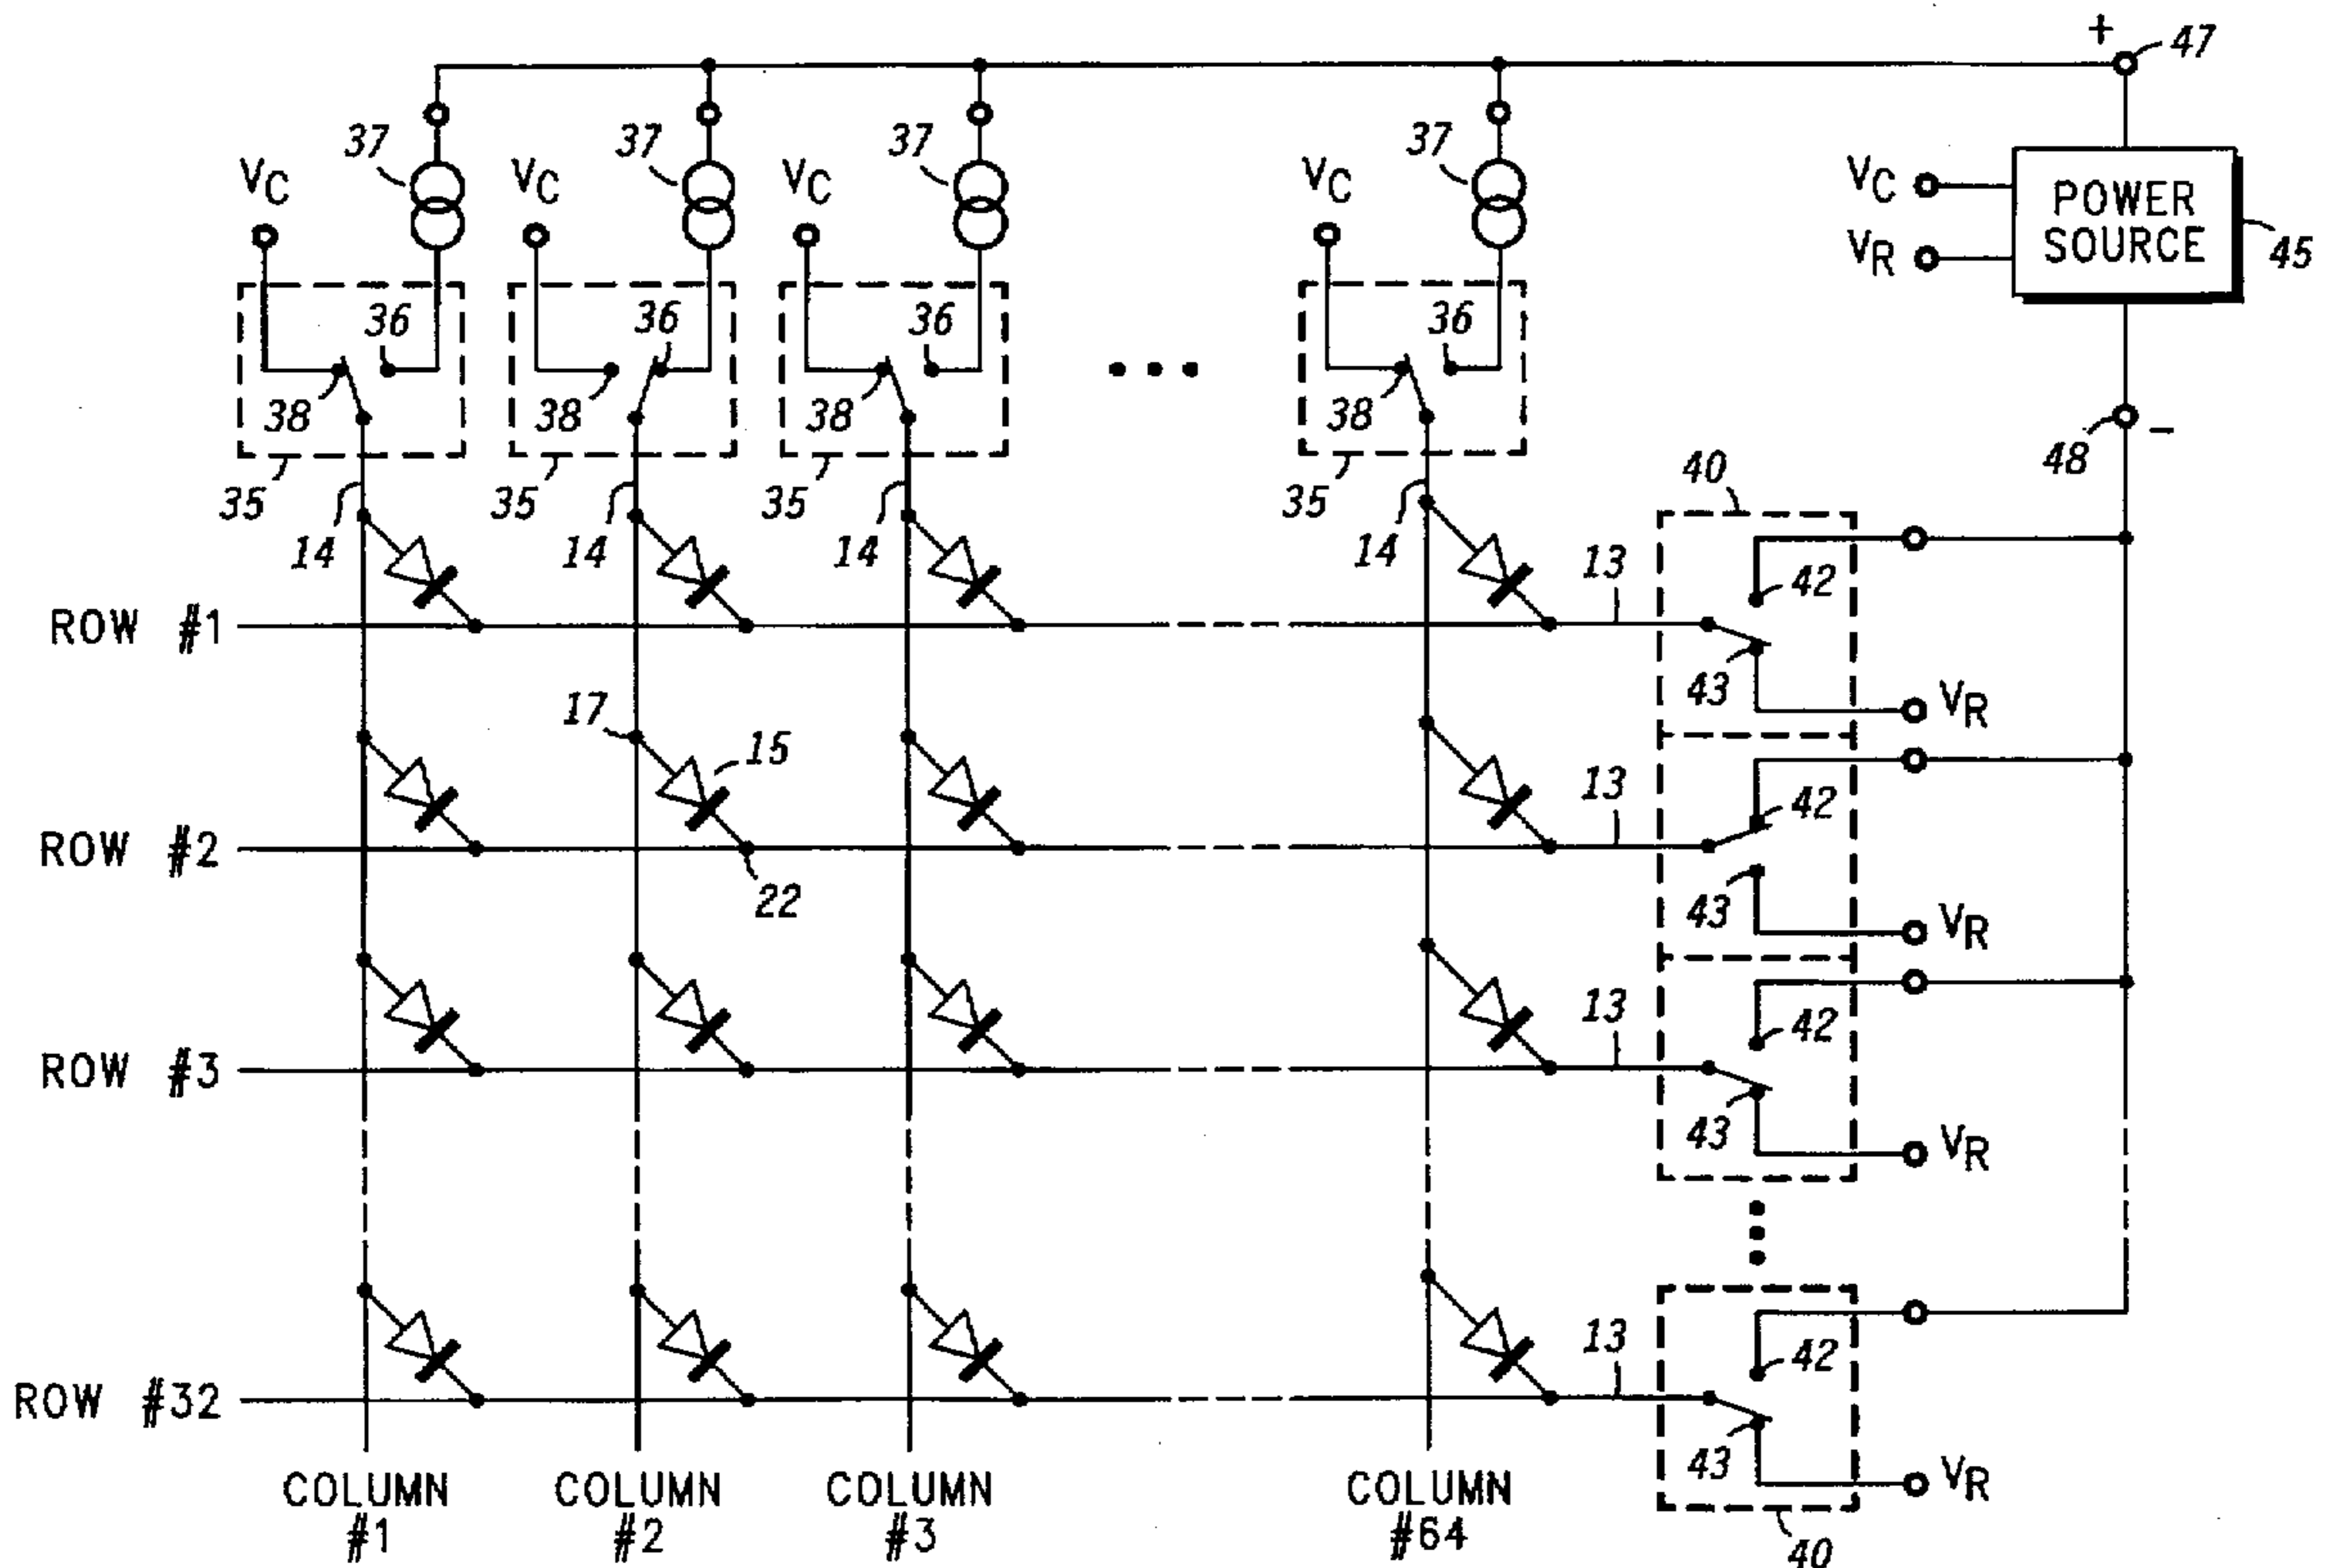 + 47
37 37 37 37
VC VC VC VC
VC POWER
SOURCE
VR 45
36 36 36 36
38 38 38 38
- 48
35 35 35 35 40
14 14 14 14 13 42
ROW #1
43 VR
17 15
13 42
ROW #2
22 43 VR
13 42
ROW #3
43 VR
13 42
ROW #32
43 VR
COLUMN
#1
COLUMN
#2
COLUMN
#3
COLUMN
#64
40